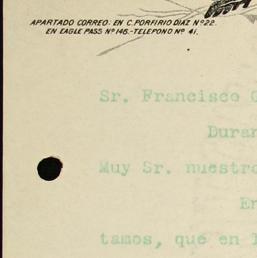 APARTADO CORREO: EN C. PORFIRIO DIAZ Nº 22.
EN EAGLE PASS Nº 146.-TELEFONO Nº 41.
Sr. Francisco
Duran
Muy Sr. nuestro
En
tamos, que en